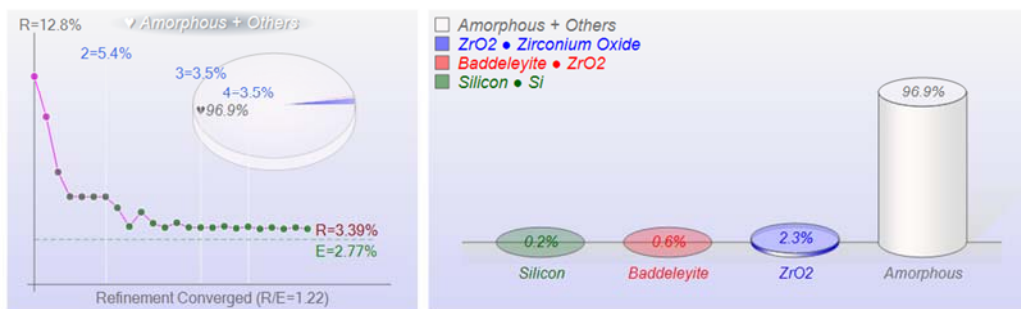 R=12.8%
♥ Amorphous + Others
2=5.4%
3=3.5%
4=3.5%
♥96.9%
R=3.39%
E=2.77%
Refinement Converged (R/E=1.22)
Amorphous + Others
ZrO2 ● Zirconium Oxide
Baddeleyite ● ZrO2
Silicon ● Si
96.9%
0.2%
0.6%
2.3%
Silicon
Baddeleyite
ZrO2
Amorphous